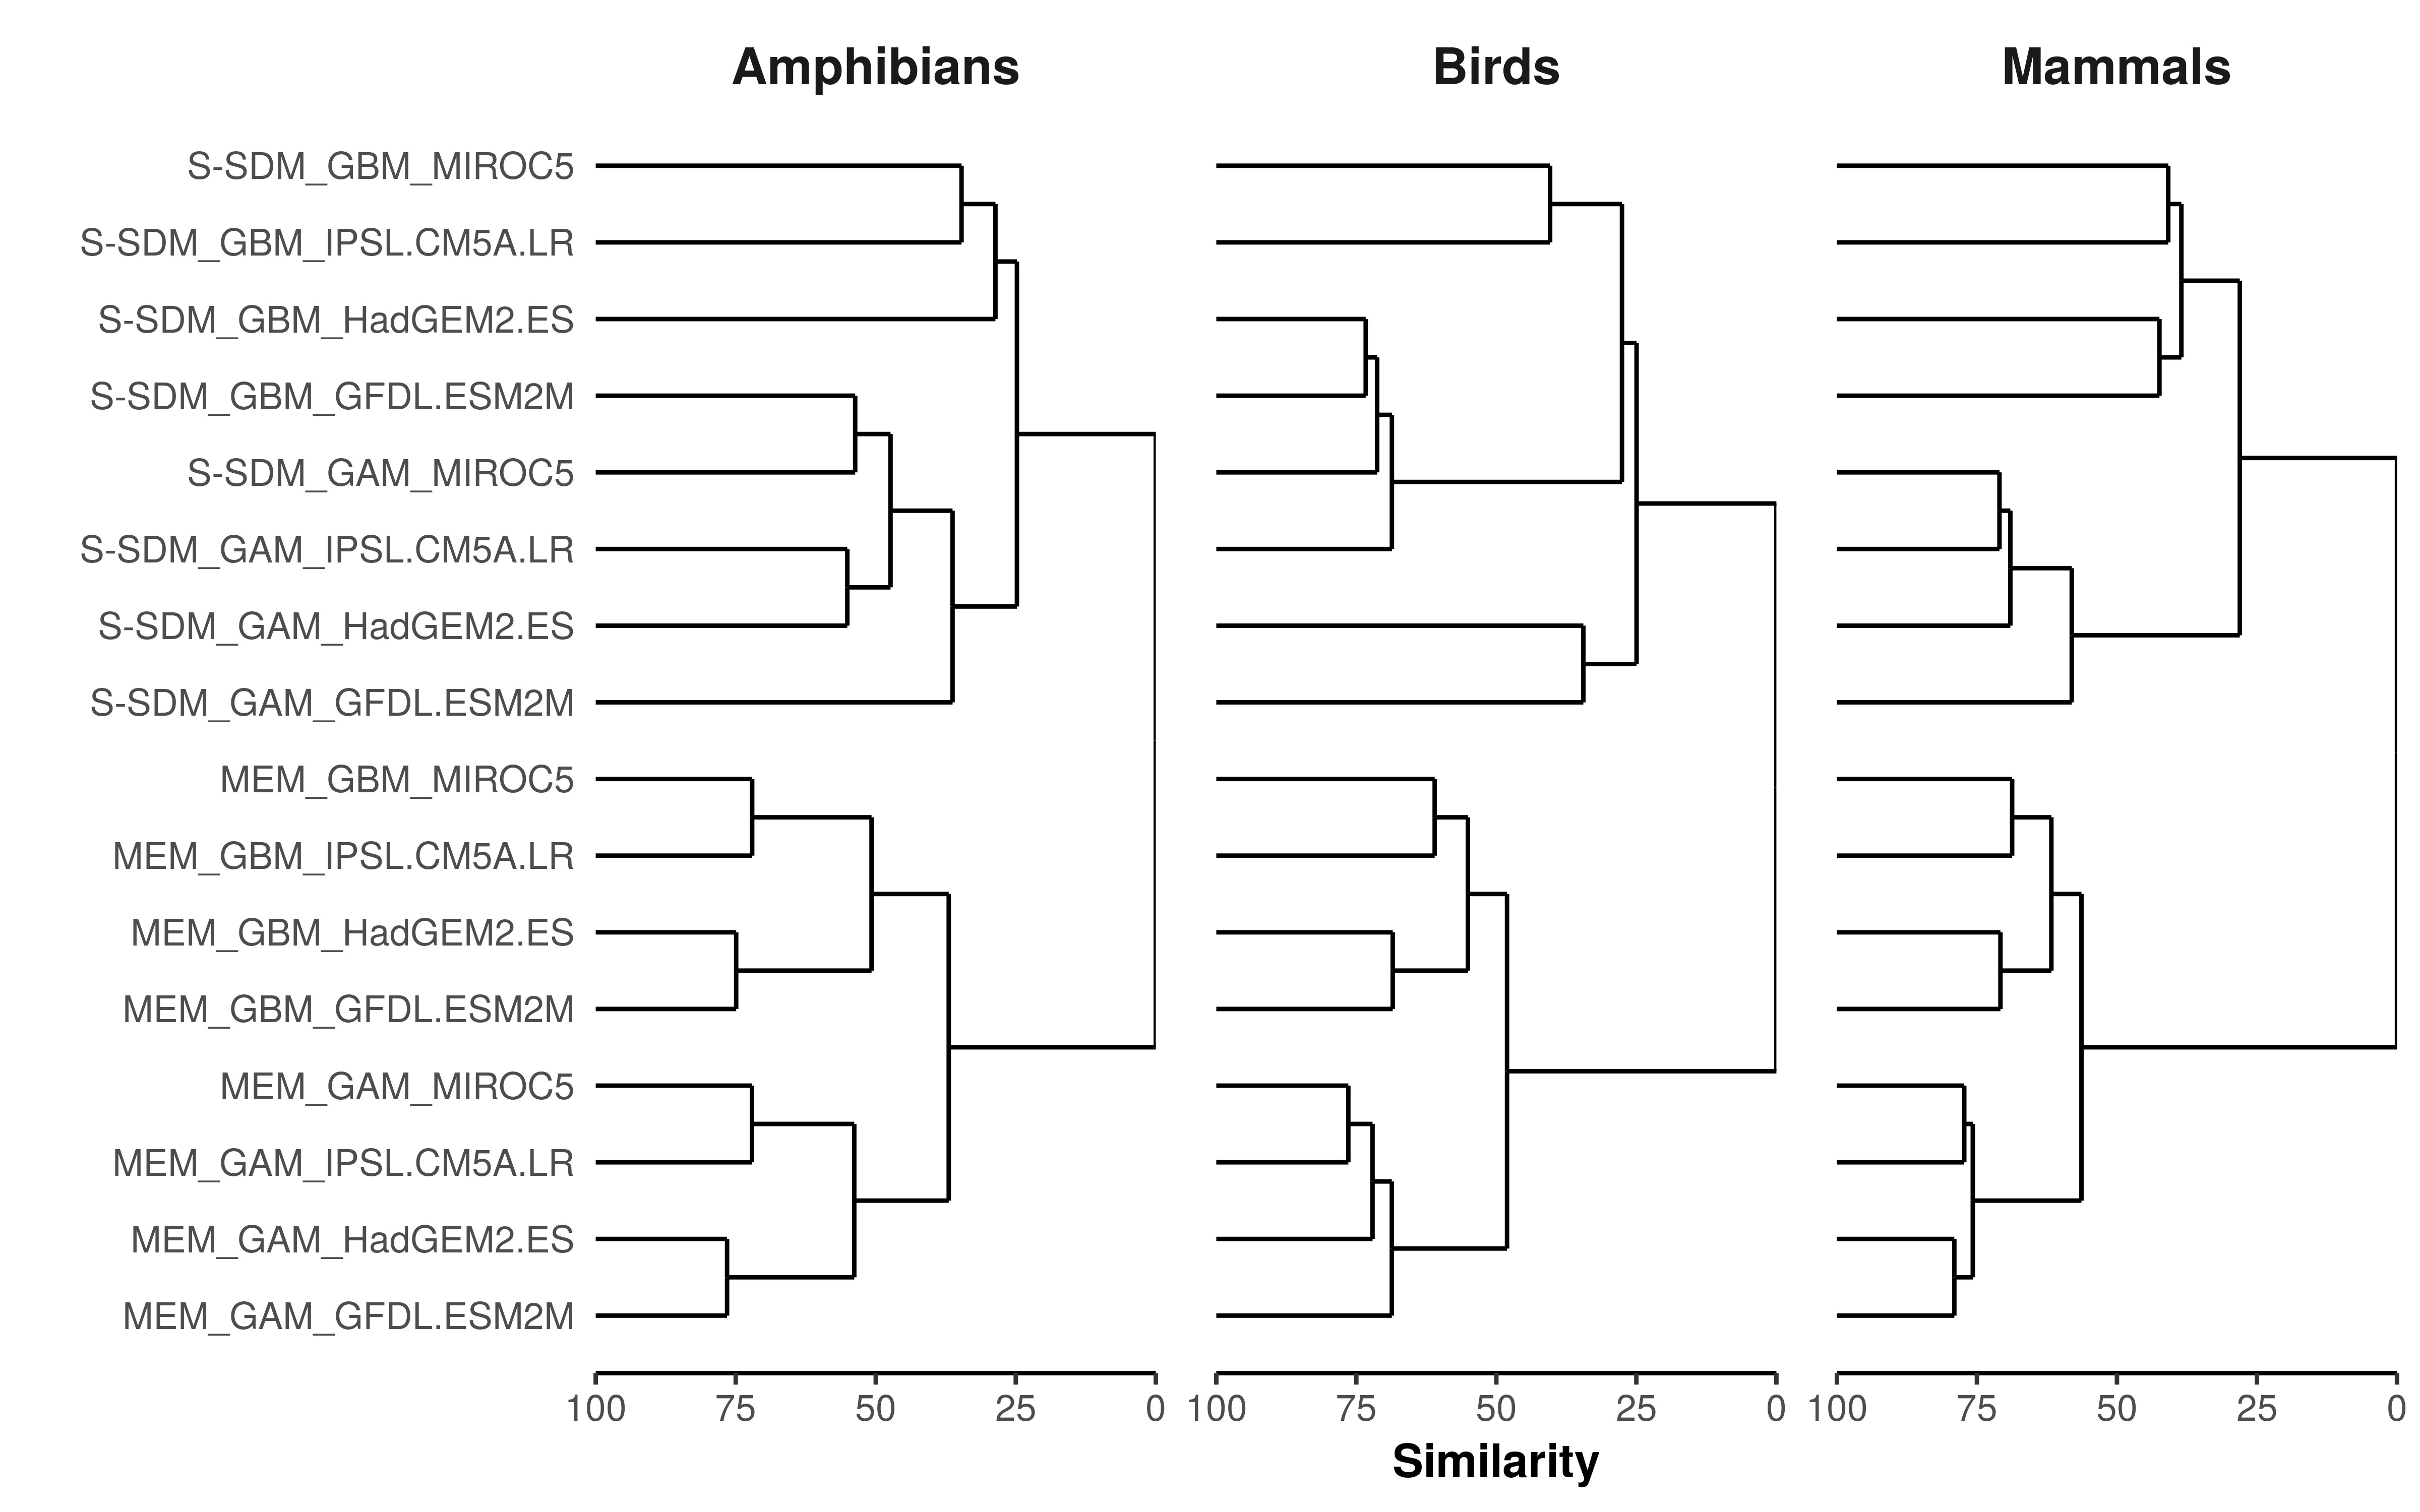 Amphibians Birds Mammals
S-SDM_GBM_MIROC5
S-SDM_GBM_IPSL.CM5A.LR
S-SDM_GBM_HadGEM2.ES
S-SDM_GBM_GFDL.ESM2M
S-SDM_GAM_MIROC5
S-SDM_GAM_IPSL.CM5A.LR
S-SDM_GAM_HadGEM2.ES
S-SDM_GAM_GFDL.ESM2M
MEM_GBM_MIROC5
MEM_GBM_IPSL.CM5A.LR
MEM_GBM_HadGEM2.ES
MEM_GBM_GFDL.ESM2M
MEM_GAM_MIROC5
MEM_GAM_IPSL.CM5A.LR
MEM_GAM_HadGEM2.ES
MEM_GAM_GFDL.ESM2M
100 75 50 25 0 100 75 50 25 0 100 75 50 25 0
Similarity